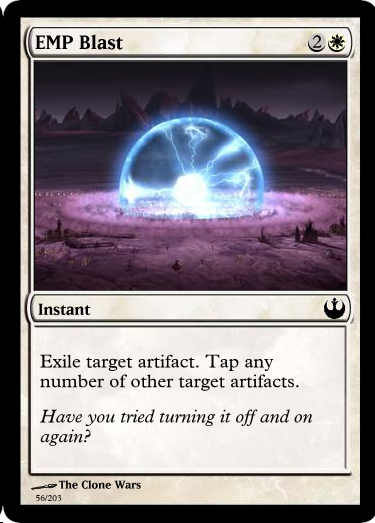 EMP Blast 2
Instant
Exile target artifact. Tap any
number of other target artifacts.
Have you tried turning it off and on
again?
The Clone Wars
56/203